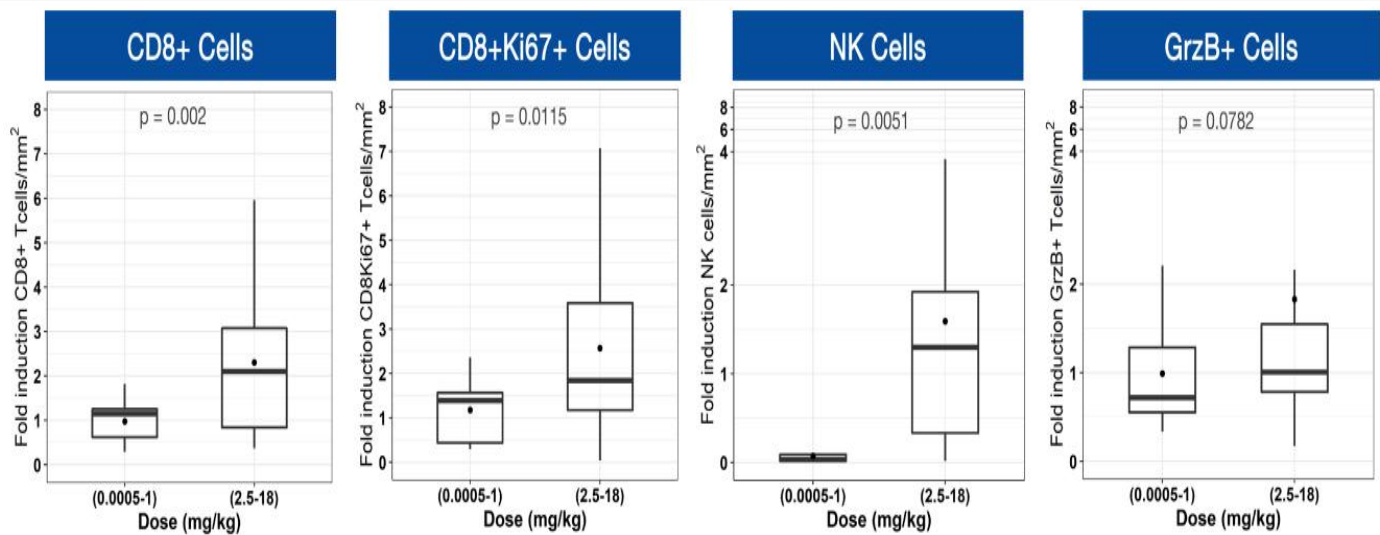 CD8+ Cells
p = 0.002
Fold induction CD8+ Tcells/mm²
8
7
6
5
4
3
2
1
0
(0.0005-1) (2.5-18)
Dose (mg/kg)
CD8+Ki67+ Cells
p = 0.0115
Fold induction CD8Ki67+ Tcells/mm²
8
7
6
5
4
3
2
1
0
(0.0005-1) (2.5-18)
Dose (mg/kg)
NK Cells
p = 0.0051
Fold induction NK cells/mm²
8
6
4
2
1
0
(0.0005-1) (2.5-18)
Dose (mg/kg)
GrzB+ Cells
p = 0.0782
Fold induction GrzB+ Tcells/mm²
8
6
4
2
1
0
(0.0005-1) (2.5-18)
Dose (mg/kg)